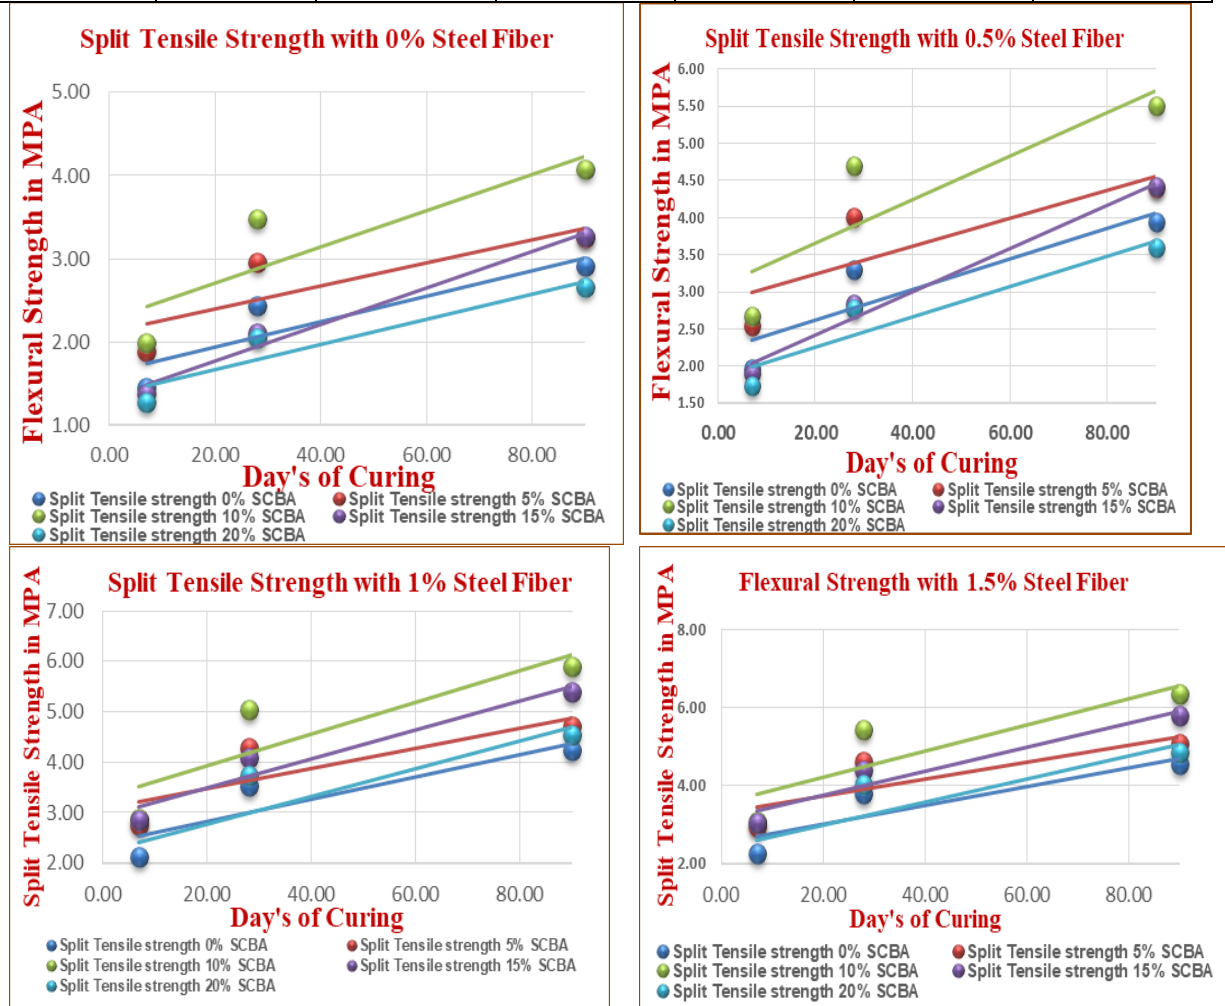 Split Tensile Strength with 0% Steel Fiber
Flexural Strength in MPA
5.00
4.00
3.00
2.00
1.00
0.00 20.00 40.00 60.00 80.00
Day's of Curing
Split Tensile strength 0% SCBA Split Tensile strength 5% SCBA
Split Tensile strength 10% SCBA Split Tensile strength 15% SCBA
Split Tensile strength 20% SCBA
Split Tensile Strength with 0.5% Steel Fiber
Flexural Strength in MPA
6.00
5.50
5.00
4.50
4.00
3.50
3.00
2.50
2.00
1.50
0.00 20.00 40.00 60.00 80.00
Day's of Curing
Split Tensile strength 0% SCBA Split Tensile strength 5% SCBA
Split Tensile strength 10% SCBA Split Tensile strength 15% SCBA
Split Tensile strength 20% SCBA
Split Tensile Strength with 1% Steel Fiber
Split Tensile Strength in MPA
7.00
6.00
5.00
4.00
3.00
2.00
0.00 20.00 40.00 60.00 80.00
Day's of Curing
Split Tensile strength 0% SCBA Split Tensile strength 5% SCBA
Split Tensile strength 10% SCBA Split Tensile strength 15% SCBA
Split Tensile strength 20% SCBA
Flexural Strength with 1.5% Steel Fiber
Split Tensile Strength in MPA
8.00
6.00
4.00
2.00
0.00 20.00 40.00 60.00 80.00
Day's of Curing
Split Tensile strength 0% SCBA Split Tensile strength 5% SCBA
Split Tensile strength 10% SCBA Split Tensile strength 15% SCBA
Split Tensile strength 20% SCBA